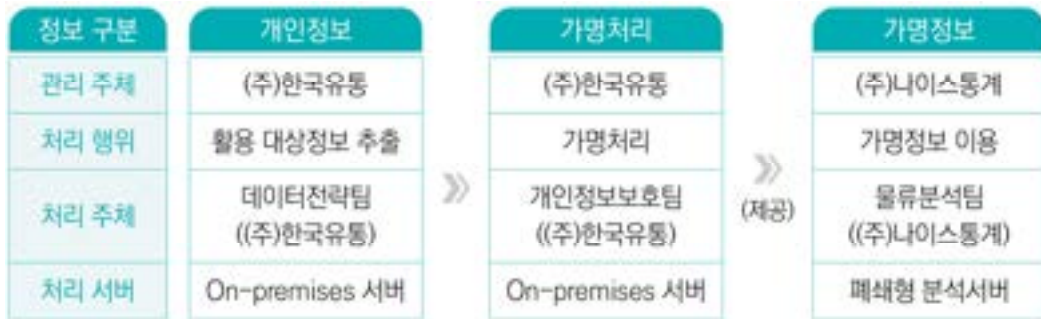 정보 구분 개인정보 가명처리 가명정보
관리 주체 (주)한국유통 (주)한국유통 (주)나이스통계
처리 행위 활용 대상정보 추출 가명처리 가명정보 이용
처리 주체 데이터전략팀 개인정보보호팀 물류분석팀
((주)한국유통) ((주)한국유통) (제공) ((주)나이스통계)
처리 서버 On-premises 서버 On-premises 서버 폐쇄형 분석서버